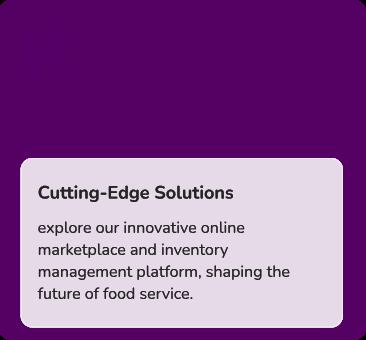 Cutting-Edge Solutions
explore our innovative online
marketplace and inventory
management platform, shaping the
future of food service.